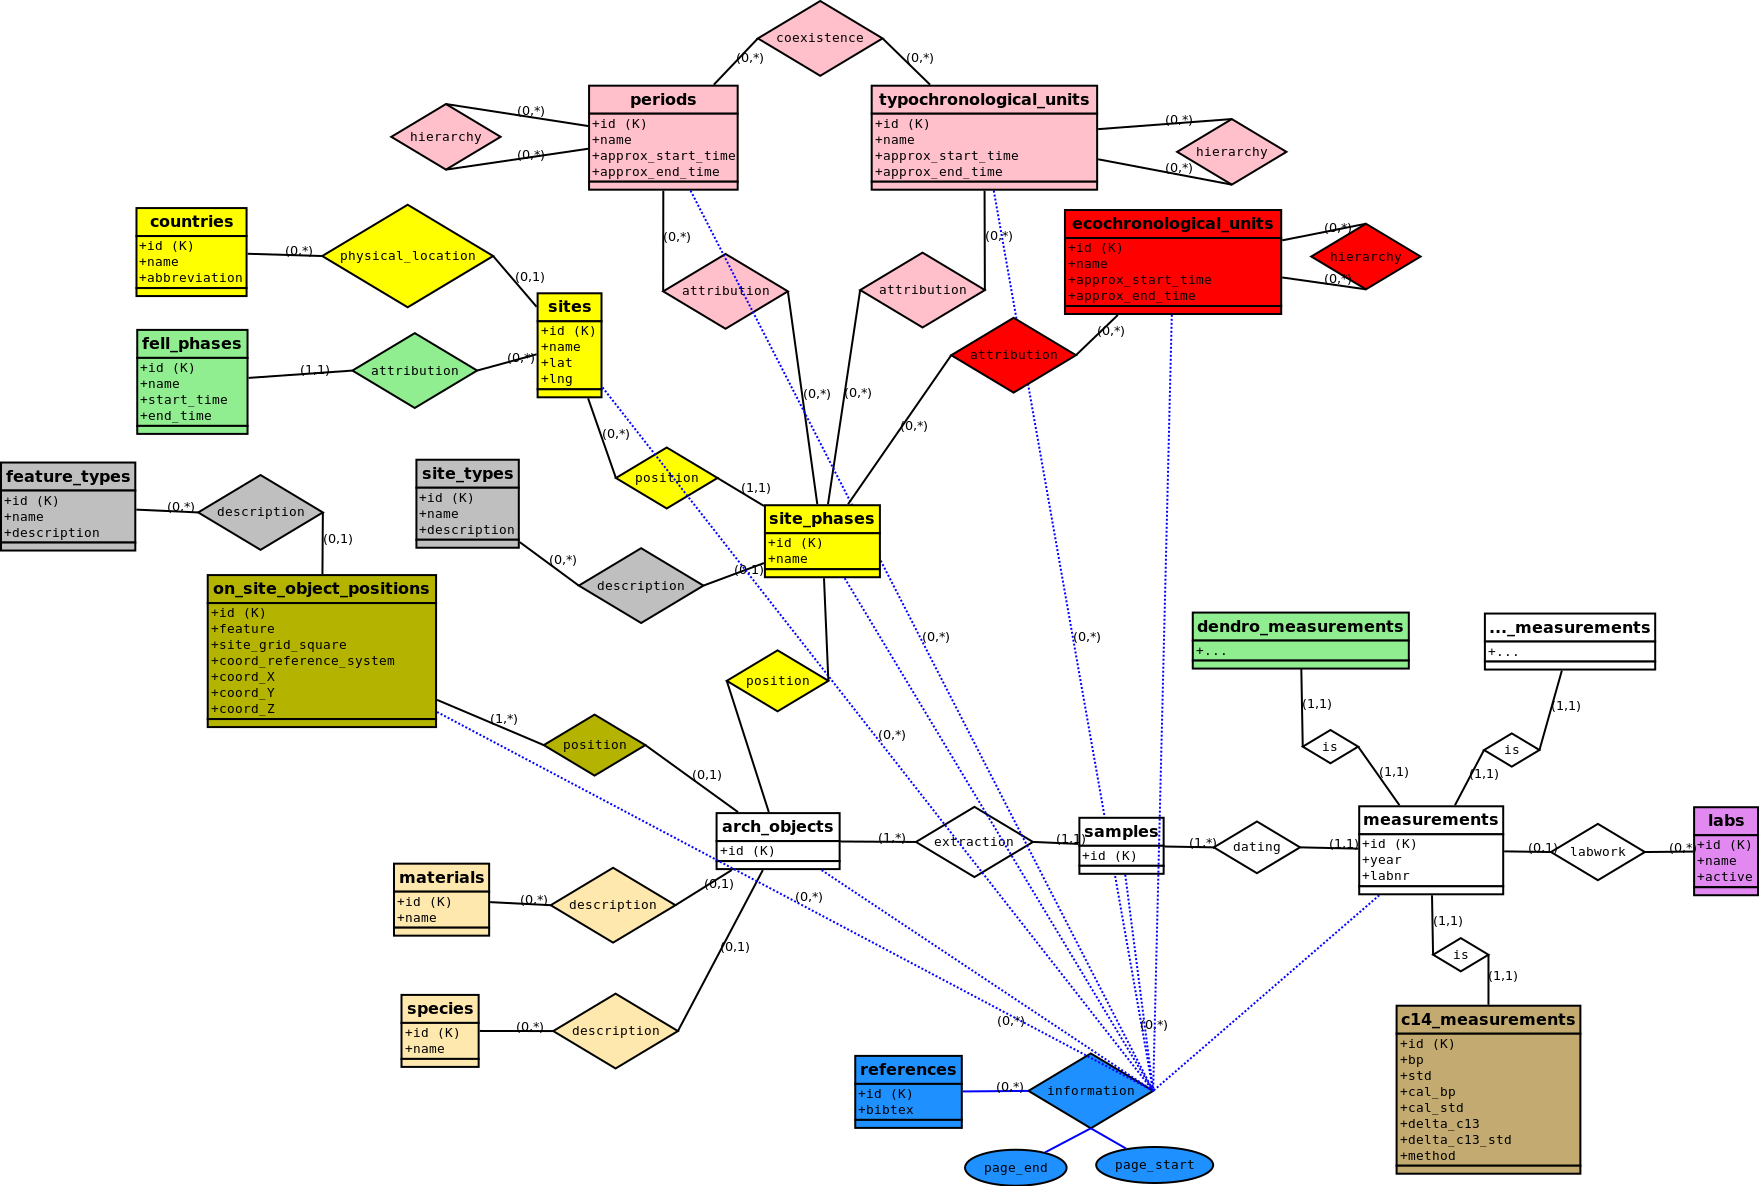 coexistence
(0,*)
(0,*)
periods
+id (K)
+name
+approx_start_time
+approx_end_time
typochronological_units
+id (K)
+name
+approx_start_time
+approx_end_time
hierarchy
(0,*)
(0,*)
hierarchy
(0,*)
(0,*)
countries
+id (K)
+name
+abbreviation
(0,*)
physical_location
(0,1)
(0,*)
attribution
(0,*)
attribution
ecochronological_units
+id (K)
+name
+approx_start_time
+approx_end_time
(0,*)
hierarchy
(0,*)
sites
+id (K)
+name
+lat
+lng
fell_phases
+id (K)
+name
+start_time
+end_time
(1,1)
attribution
(0,*)
attribution
(0,*)
(0,*)
(0,*)
(0,*)
(0,*)
feature_types
+id (K)
+name
+description
(0,*)
description
(0,1)
site_types
+id (K)
+name
+description
position
(1,1)
site_phases
+id (K)
+name
(0,*)
description
(0,1)
on_site_object_positions
+id (K)
+feature
+site_grid_square
+coord_reference_system
+coord_X
+coord_Y
+coord_Z
(0,*)
(0,*)
dendro_measurements
+...
..._measurements
+...
position
(1,*)
position
(0,*)
(1,1)
(1,1)
is
is
(0,1)
(1,1)
(1,1)
arch_objects
+id (K)
(1,*)
extraction
(1,1)
samples
+id (K)
(1,*)
dating
(1,1)
measurements
+id (K)
+year
+labnr
(0,1)
labwork
(0,*)
labs
+id (K)
+name
+active
materials
+id (K)
+name
(0,*)
description
(0,1)
(0,*)
(0,1)
(1,1)
is
(1,1)
species
+id (K)
+name
(0,*)
description
(0,*)
(0,*)
c14_measurements
+id (K)
+bp
+std
+cal_bp
+cal_std
+delta_c13
+delta_c13_std
+method
references
+id (K)
+bibtex
(0,*)
information
page_end
page_start